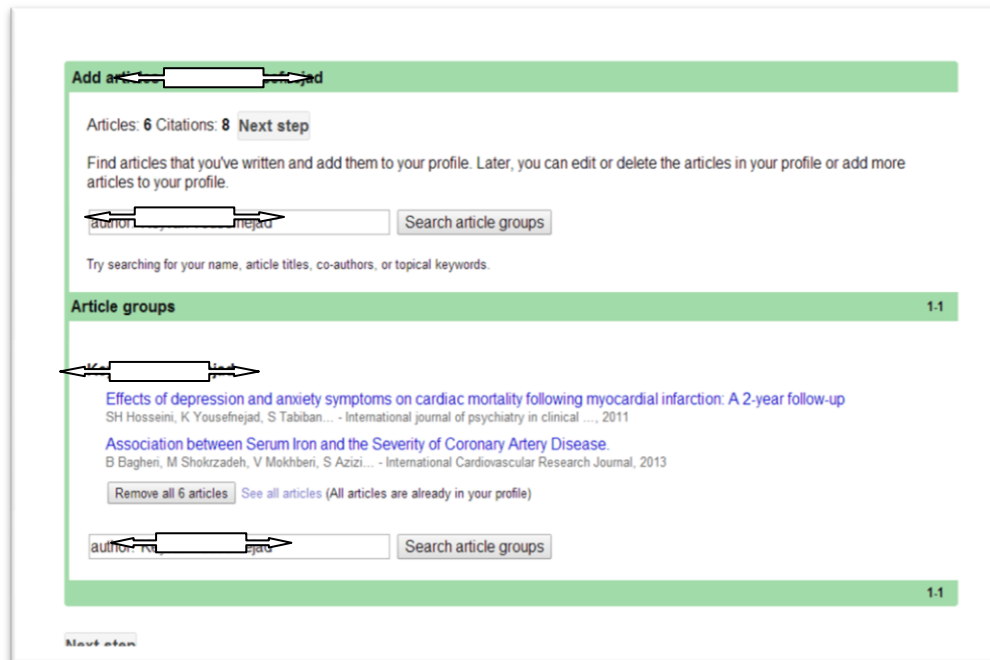 Add articles
Articles: 6 Citations: 8 Next step
Find articles that you've written and add them to your profile. Later, you can edit or delete the articles in your profile or add more
articles to your profile.
author: Search article groups
Try searching for your name, article titles, co-authors, or topical keywords.
Article groups 1-1
Effects of depression and anxiety symptoms on cardiac mortality following myocardial infarction: A 2-year follow-up
SH Hosseini, K Yousefnejad, S Tabiban... - International journal of psychiatry in clinical ..., 2011
Association between Serum Iron and the Severity of Coronary Artery Disease.
B Bagheri, M Shokrzadeh, V Mokhberi, S Azizi... - International Cardiovascular Research Journal, 2013
Remove all 6 articles See all articles (All articles are already in your profile)
author: Search article groups
1-1
Next step